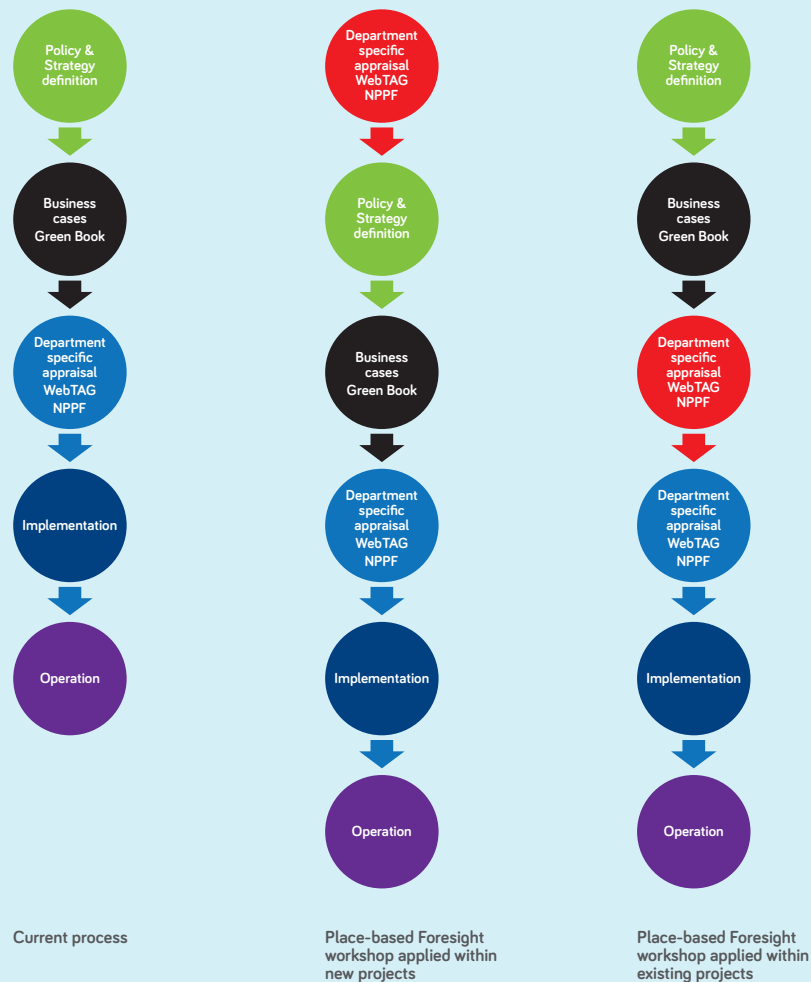 Policy &
Strategy
definition
Business
cases
Green Book
Department
specific
appraisal
WebTAG
NPPF
Implementation
Operation
Current process
Department
specific
appraisal
WebTAG
NPPF
Policy &
Strategy
definition
Business
cases
Green Book
Department
specific
appraisal
WebTAG
NPPF
Implementation
Operation
Place-based Foresight
workshop applied within
new projects
Policy &
Strategy
definition
Business
cases
Green Book
Department
specific
appraisal
WebTAG
NPPF
Department
specific
appraisal
WebTAG
NPPF
Implementation
Operation
Place-based Foresight
workshop applied within
existing projects